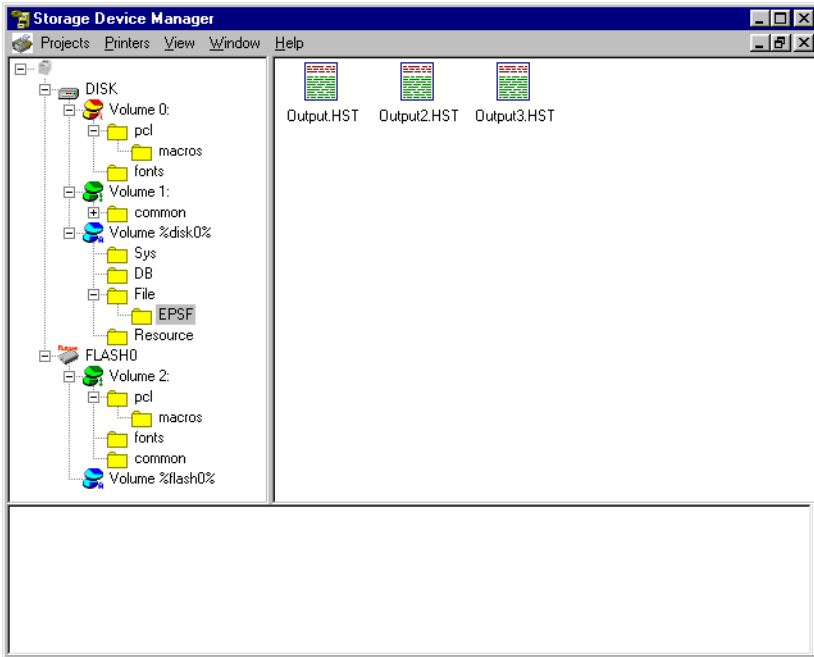 Storage Device Manager
Projects Printers View Window Help
DISK
Volume 0:
pcl
macros
fonts
Volume 1:
common
Volume %disk0%
Sys
DB
File
EPSF
Resource
FLASH0
Volume 2:
pcl
macros
fonts
common
Volume %flash0%
Output.HST Output2.HST Output3.HST